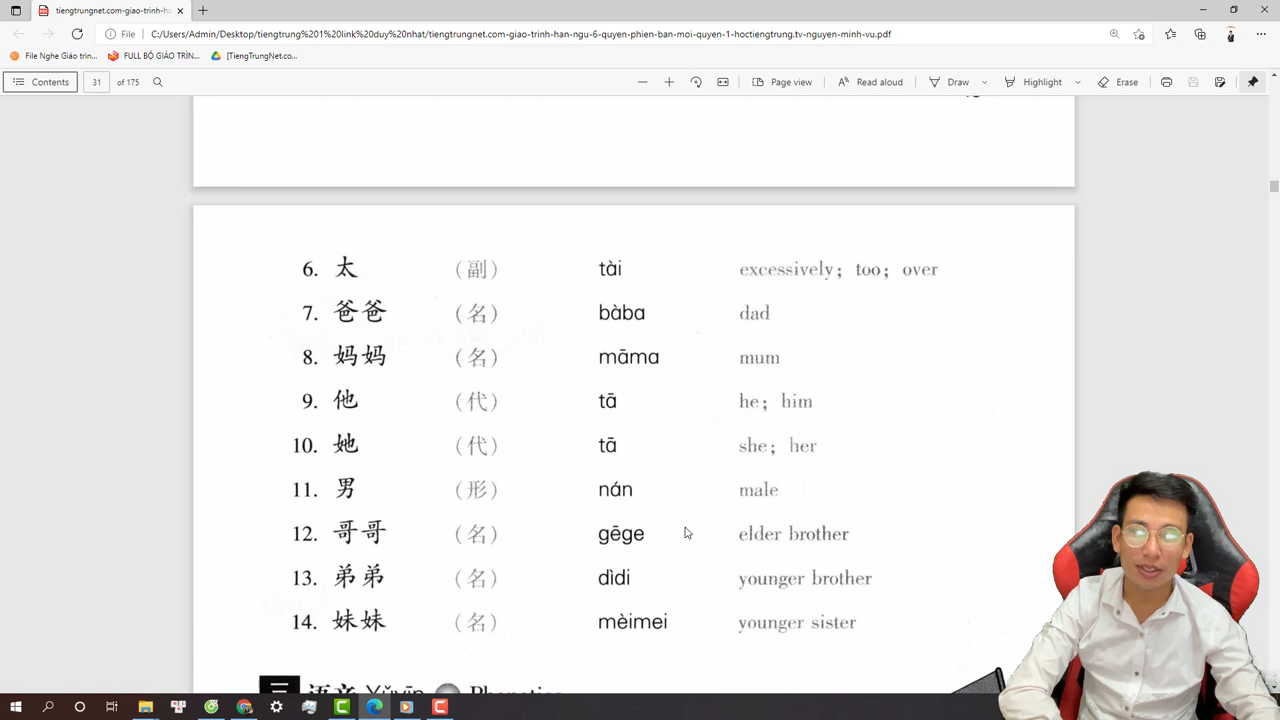 tiengtrungnet.com-giao-trinh-ha
File
C:/Users/Admin/Desktop/tiengtrung%201%20link%20duy%20nhat/tiengtrungnet.com-giao-trinh-han-ngu-6-quyen-phien-ban-moi-quyen-1-hoctiengtrung.tv-nguyen-minh-vu.pdf
File Nghe Giáo trìn... FULL BỘ GIÁO TRÌN... [TiengTrungNet.co...
Contents 31 of 175 Page view Read aloud Draw Highlight Erase
6. 太 (副) tài excessively; too; over
7. 爸爸 (名) bàba dad
8. 妈妈 (名) māma mum
9. 他 (代) tā he; him
10. 她 (代) tā she; her
11. 男 (形) nán male
12. 哥哥 (名) gēge elder brother
13. 弟弟 (名) dìdi younger brother
14. 妹妹 (名) mèimei younger sister